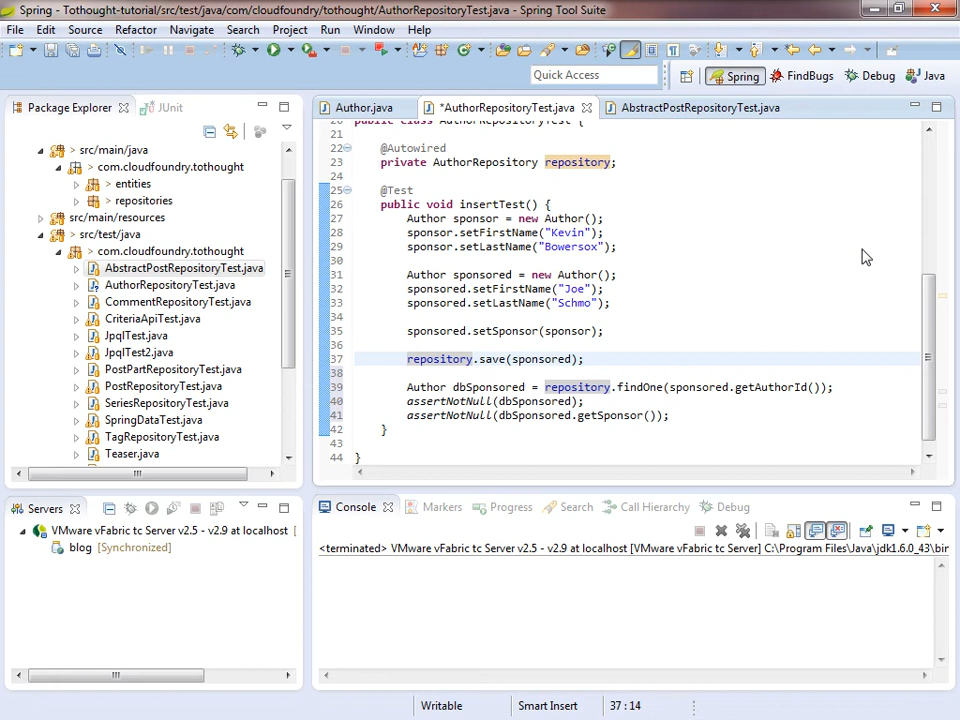 Spring - Tothought-tutorial/src/test/java/com/cloudfoundry/tothought/AuthorRepositoryTest.java - Spring Tool Suite
File Edit Source Refactor Navigate Search Project Run Window Help
Quick Access
Spring FindBugs Debug Java
Package Explorer JUnit
> src/main/java
> com.cloudfoundry.tothought
> entities
> repositories
src/main/resources
> src/test/java
> com.cloudfoundry.tothought
AbstractPostRepositoryTest.java
AuthorRepositoryTest.java
CommentRepositoryTest.java
CriteriaApiTest.java
JpqlTest.java
JpqlTest2.java
PostPartRepositoryTest.java
PostRepositoryTest.java
SeriesRepositoryTest.java
SpringDataTest.java
TagRepositoryTest.java
Teaser.java
Author.java *AuthorRepositoryTest.java AbstractPostRepositoryTest.java
20 public class AuthorRepositoryTest {
21
22 @Autowired
23 private AuthorRepository repository;
24
25 @Test
26 public void insertTest() {
27 Author sponsor = new Author();
28 sponsor.setFirstName("Kevin");
29 sponsor.setLastName("Bowersox");
30
31 Author sponsored = new Author();
32 sponsored.setFirstName("Joe");
33 sponsored.setLastName("Schmo");
34
35 sponsored.setSponsor(sponsor);
36
37 repository.save(sponsored);
38
39 Author dbSponsored = repository.findOne(sponsored.getAuthorId());
40 assertNotNull(dbSponsored);
41 assertNotNull(dbSponsored.getSponsor());
42 }
43
44 }
Servers
VMware vFabric tc Server v2.5 - v2.9 at localhost [
blog [Synchronized]
Console Markers Progress Search Call Hierarchy Debug
<terminated> VMware vFabric tc Server v2.5 - v2.9 at localhost [VMware vFabric tc Server] C:\Program Files\Java\jdk1.6.0_43\bin
Writable Smart Insert 37 : 14